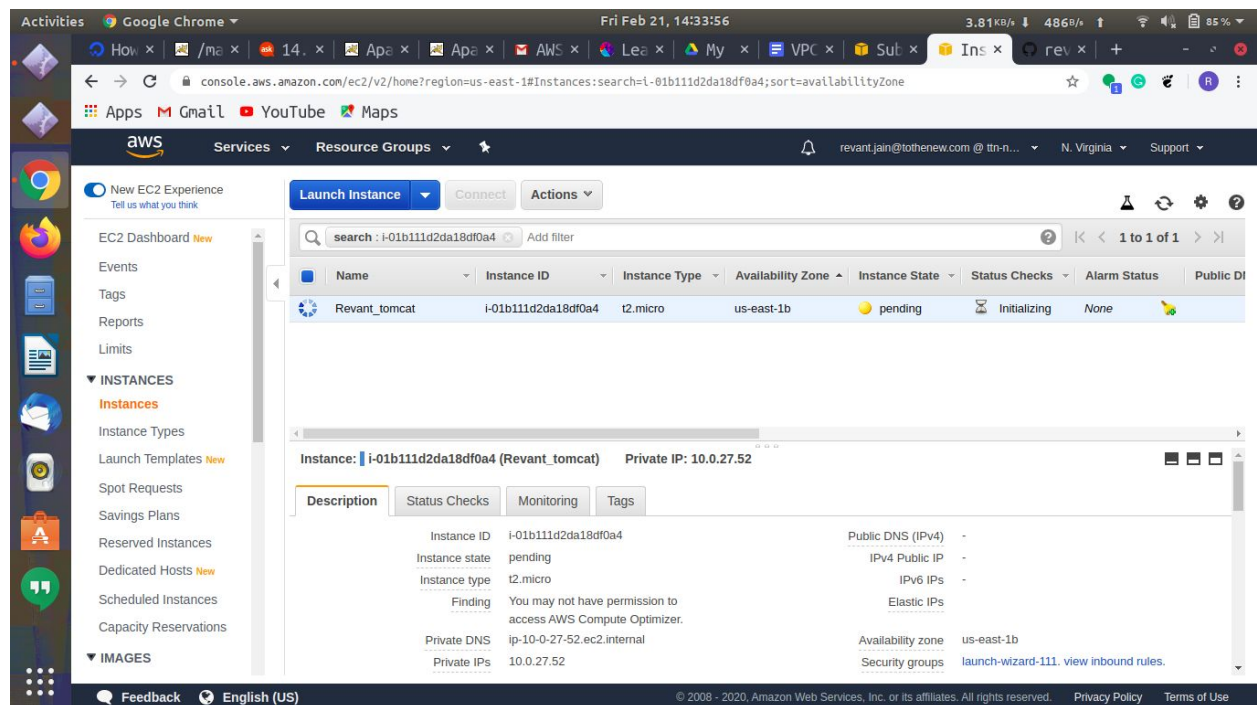 Activities Google Chrome ▾ Fri Feb 21, 14:33:56 3.81KB/s ⬇ 486B/s ⬆ 85 % ▾
How × /ma × 14. × Apa × Apa × AWS × Lea × My × VPC × Sub × Ins × rev × +
console.aws.amazon.com/ec2/v2/home?region=us-east-1#Instances:search=i-01b111d2da18df0a4;sort=availabilityZone 1 G R
Apps Gmail YouTube Maps
aws Services Resource Groups revant.jain@tothenew.com @ ttn-n... N. Virginia Support
New EC2 Experience
Tell us what you think
Launch Instance Connect Actions
EC2 Dashboard New
Events
Tags
Reports
Limits
INSTANCES
Instances
Instance Types
Launch Templates New
Spot Requests
Savings Plans
Reserved Instances
Dedicated Hosts New
Scheduled Instances
Capacity Reservations
IMAGES
search : i-01b111d2da18df0a4 Add filter 1 to 1 of 1
Name Instance ID Instance Type Availability Zone Instance State Status Checks Alarm Status Public DN
Revant_tomcat i-01b111d2da18df0a4 t2.micro us-east-1b pending Initializing None
Instance: i-01b111d2da18df0a4 (Revant_tomcat) Private IP: 10.0.27.52
Description Status Checks Monitoring Tags
Instance ID i-01b111d2da18df0a4 Public DNS (IPv4) -
Instance state pending IPv4 Public IP -
Instance type t2.micro IPv6 IPs -
Finding You may not have permission to Elastic IPs
access AWS Compute Optimizer.
Private DNS ip-10-0-27-52.ec2.internal Availability zone us-east-1b
Private IPs 10.0.27.52 Security groups launch-wizard-111. view inbound rules.
Feedback English (US) © 2008 - 2020, Amazon Web Services, Inc. or its affiliates. All rights reserved. Privacy Policy Terms of Use